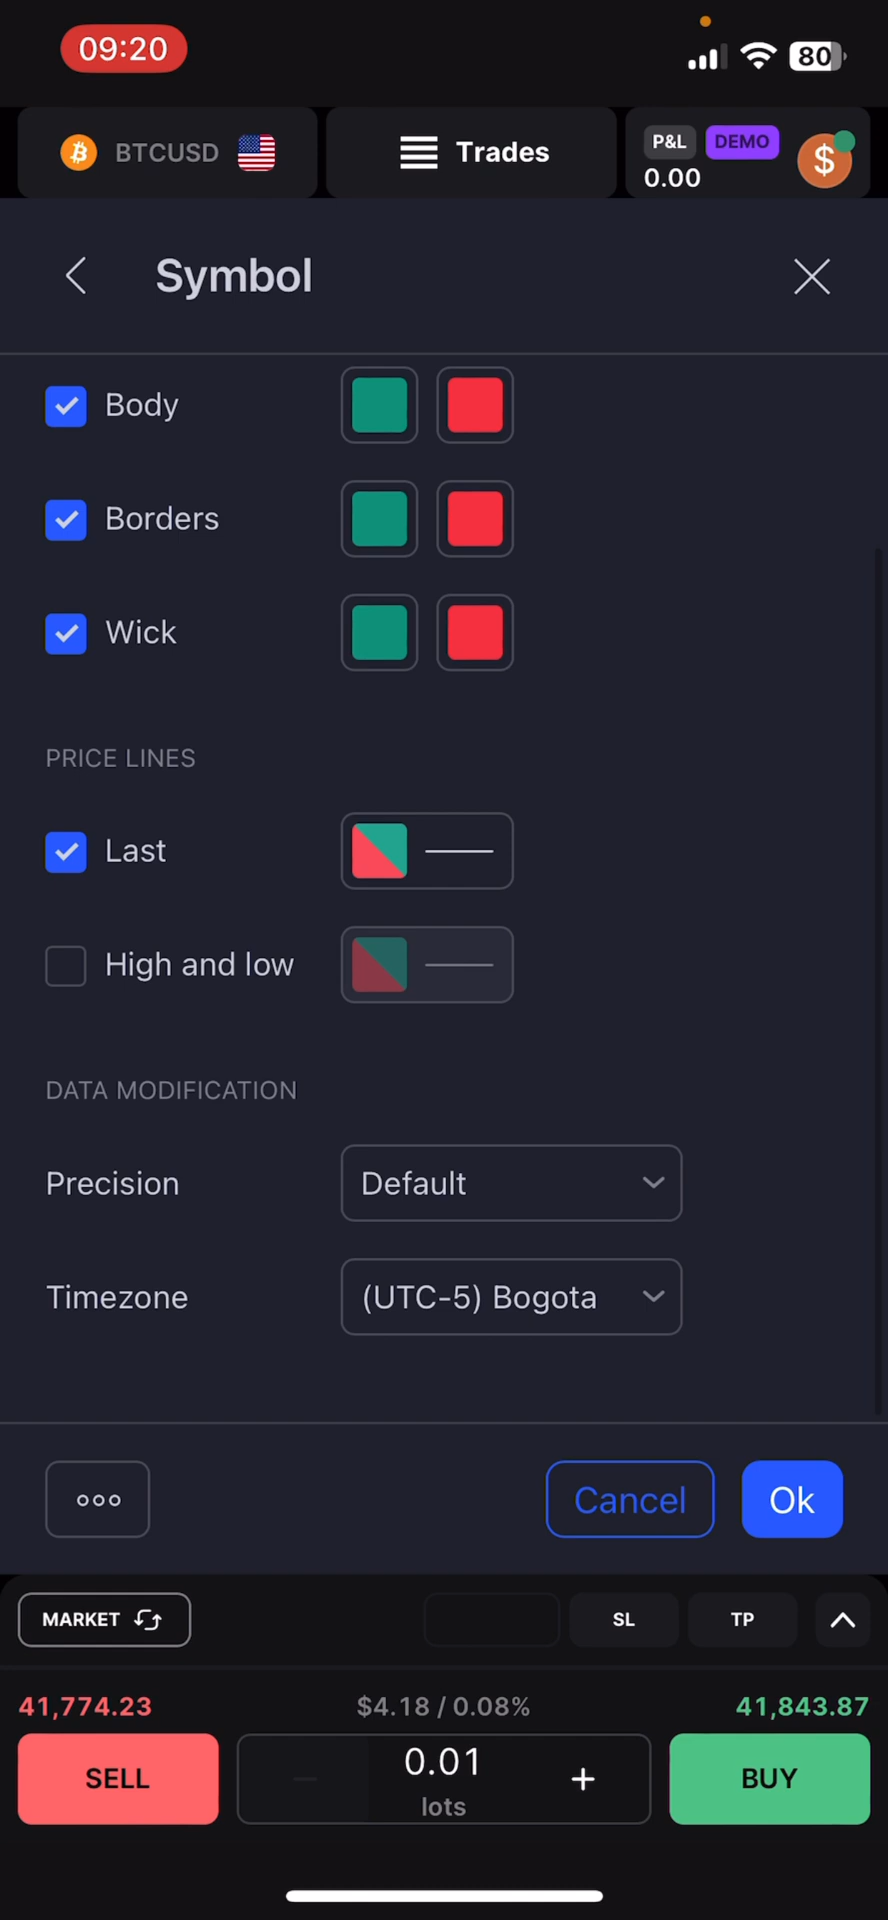 09:20
80
BTCUSD
Trades
P&L DEMO
0.00
$
Symbol
Body
Borders
Wick
PRICE LINES
Last
High and low
DATA MODIFICATION
Precision Default
Timezone (UTC-5) Bogota
Cancel Ok
MARKET SL TP
41,774.23 $4.18 / 0.08% 41,843.87
SELL − 0.01 + BUY
lots